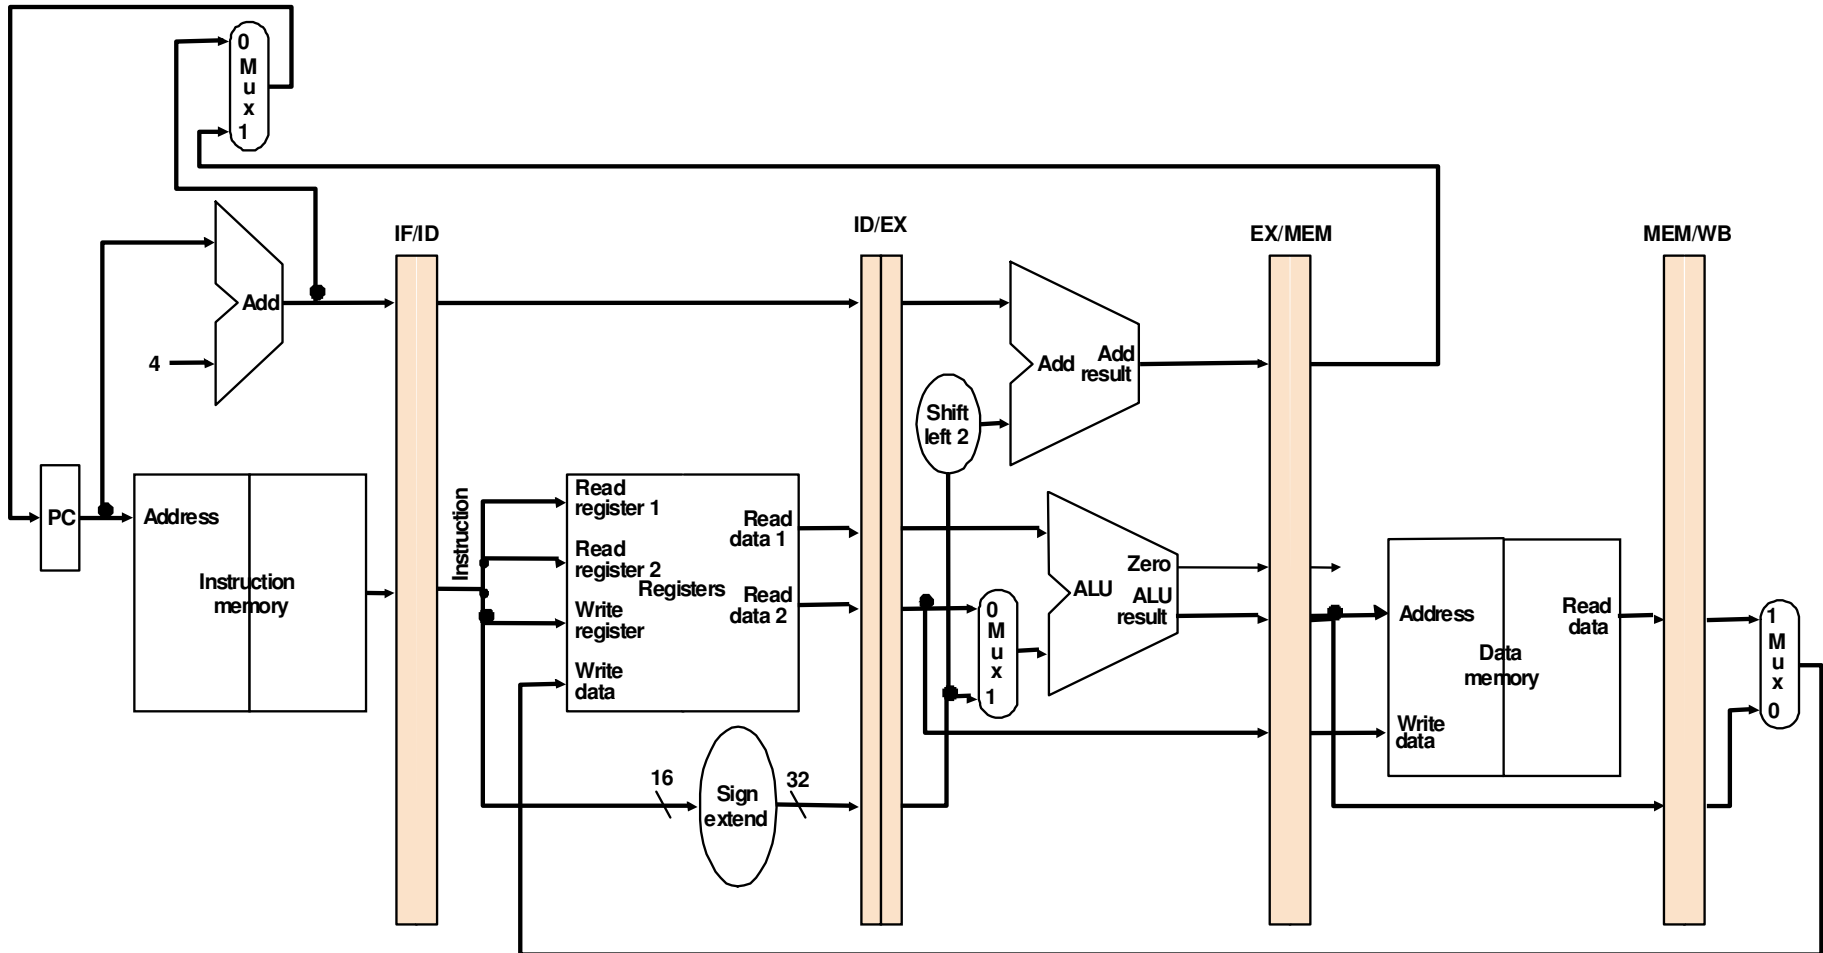 0
M
u
x
1
IF/ID
ID/EX
EX/MEM
MEM/WB
Add
4
Add
Add
result
Shift
left 2
PC
Address
Instruction
memory
Instruction
Read
register 1
Read
register 2
Write
register
Write
data
Registers
Read
data 1
Read
data 2
0
M
u
x
1
Zero
ALU
ALU
result
Address
Read
data
Data
memory
Write
data
1
M
u
x
0
16
Sign
extend
32